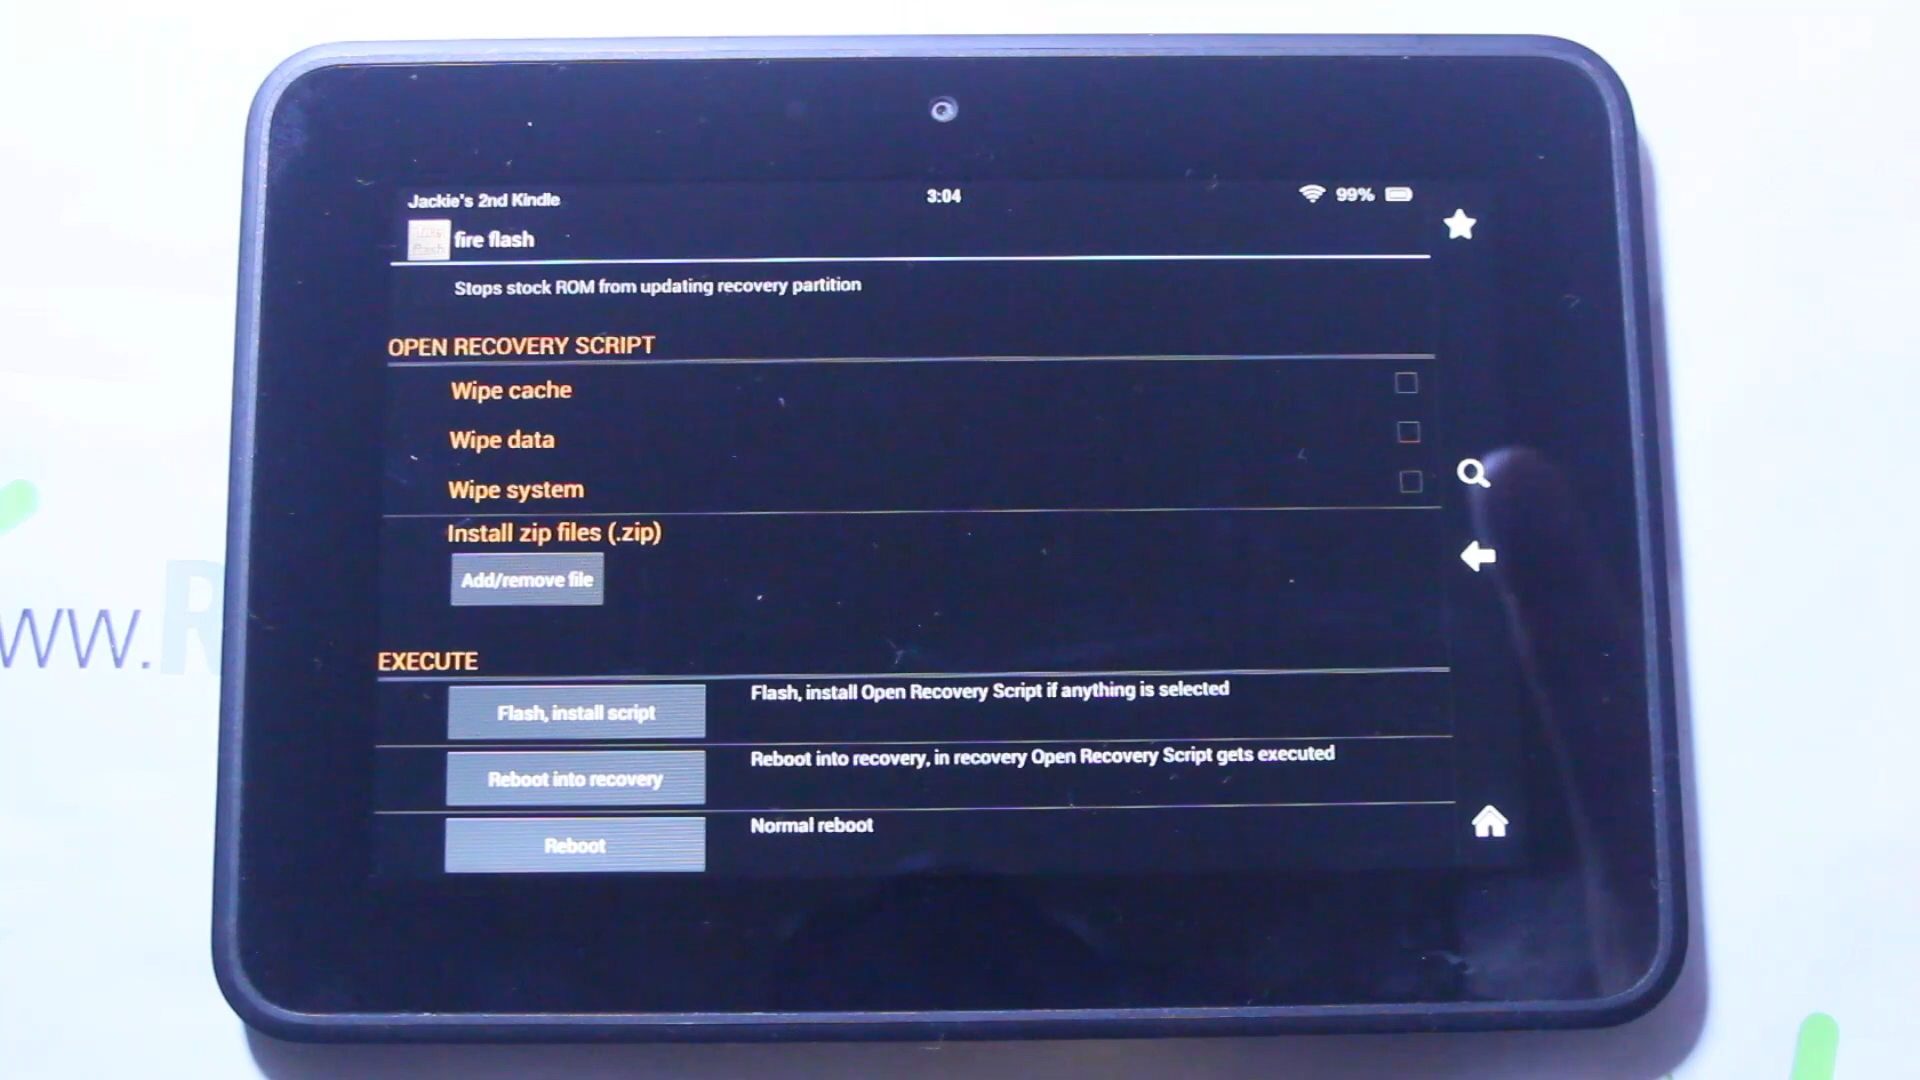 Jackie's 2nd Kindle 3:04 99%
fire flash
Stops stock ROM from updating recovery partition
OPEN RECOVERY SCRIPT
Wipe cache
Wipe data
Wipe system
Install zip files (.zip)
Add/remove file
EXECUTE
Flash, install script Flash, install Open Recovery Script if anything is selected
Reboot into recovery Reboot into recovery, in recovery Open Recovery Script gets executed
Reboot Normal reboot
ww.R